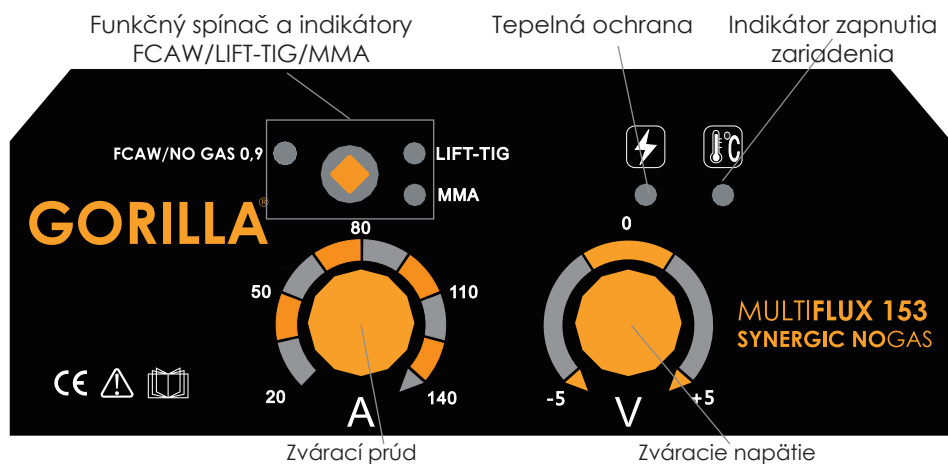 Funkčný spínač a indikátory
FCAW/LIFT-TIG/MMA
Tepelná ochrana
Indikátor zapnutia
zariadenia
FCAW/NO GAS 0,9
LIFT-TIG
MMA
°C
GORILLA®
80
50
110
20
140
A
0
-5
+5
V
MULTIFLUX 153
SYNERGIC NOGAS
CE
Zvárací prúd
Zváracie napätie